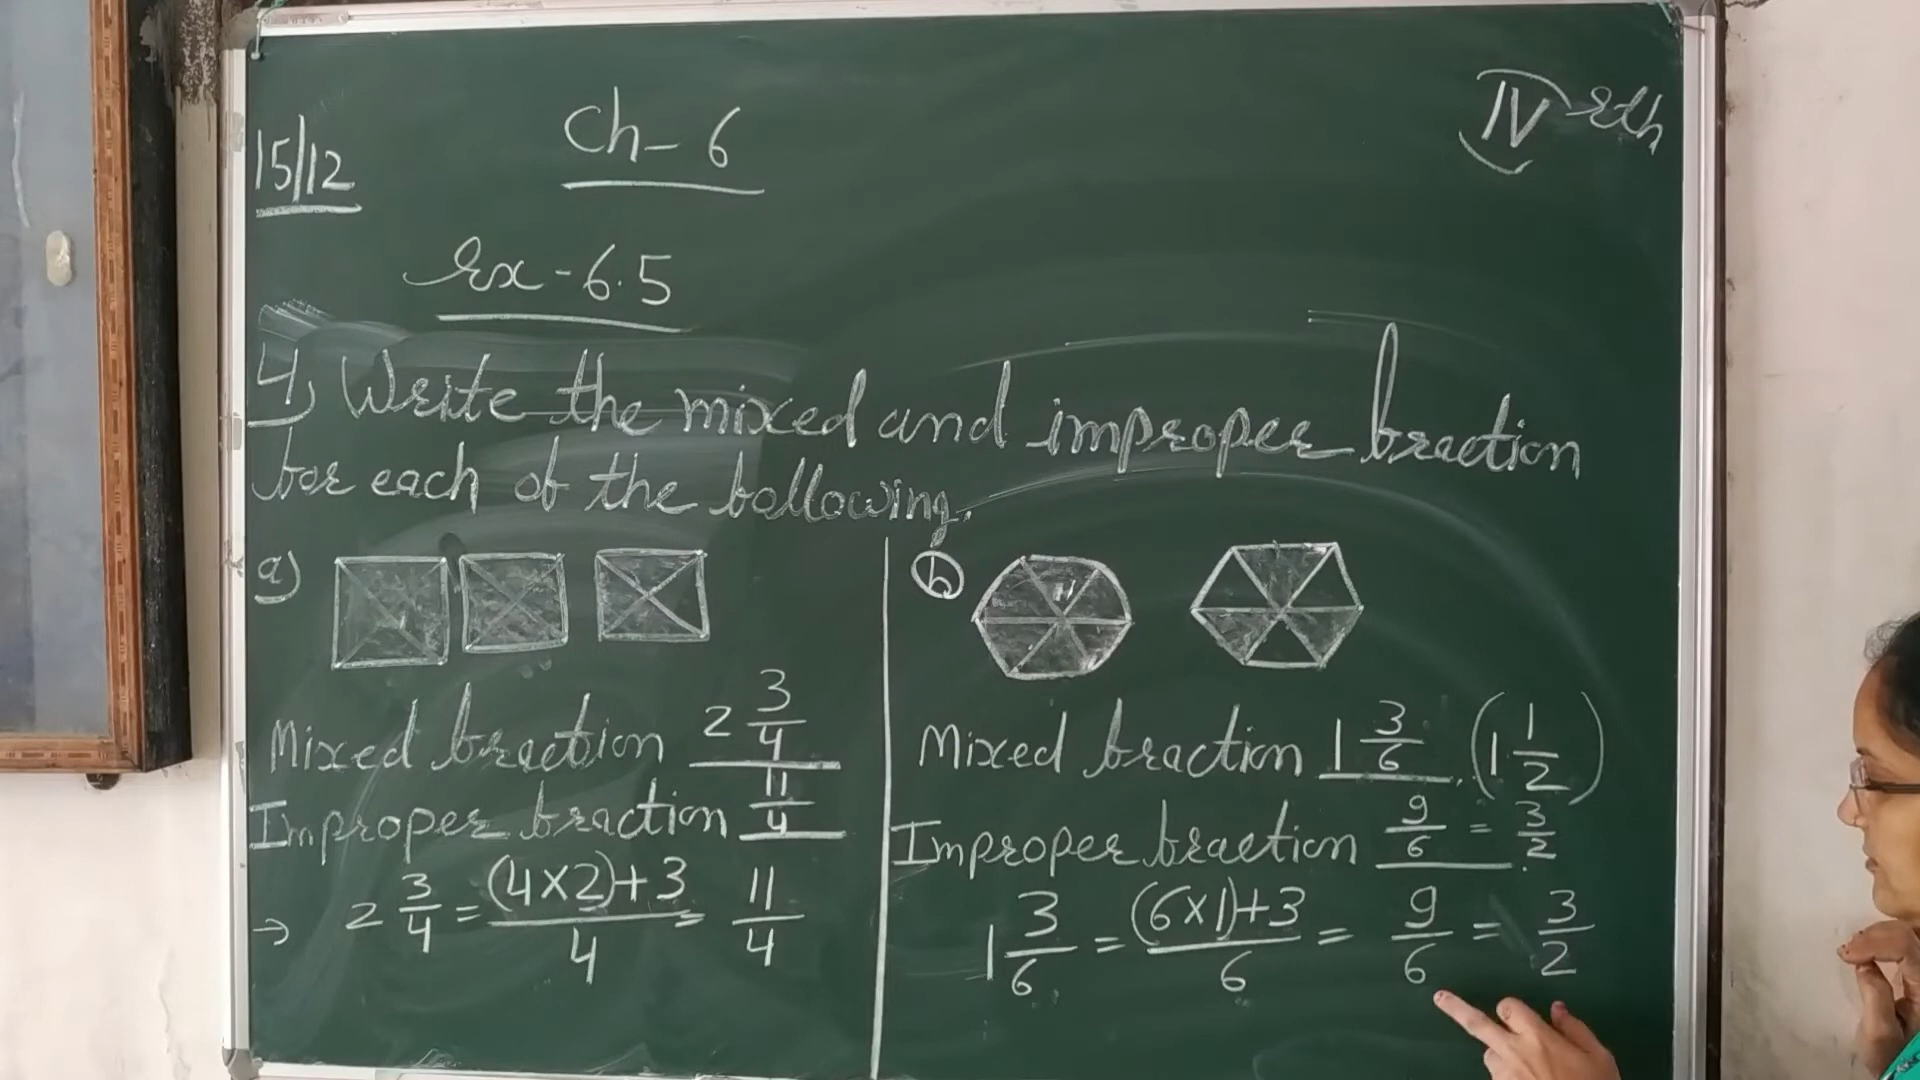 15/12
Ch-6
IV th
Ex-6.5
4) Write the mixed and improper fraction
for each of the following.
a)
Mixed fraction 2 3/4
Improper fraction 11/4
→ 2 3/4 = (4×2)+3/4 = 11/4
b
Mixed fraction 1 3/6. (1 1/2)
Improper fraction 9/6 = 3/2.
1 3/6 = (6×1)+3/6 = 9/6 = 3/2